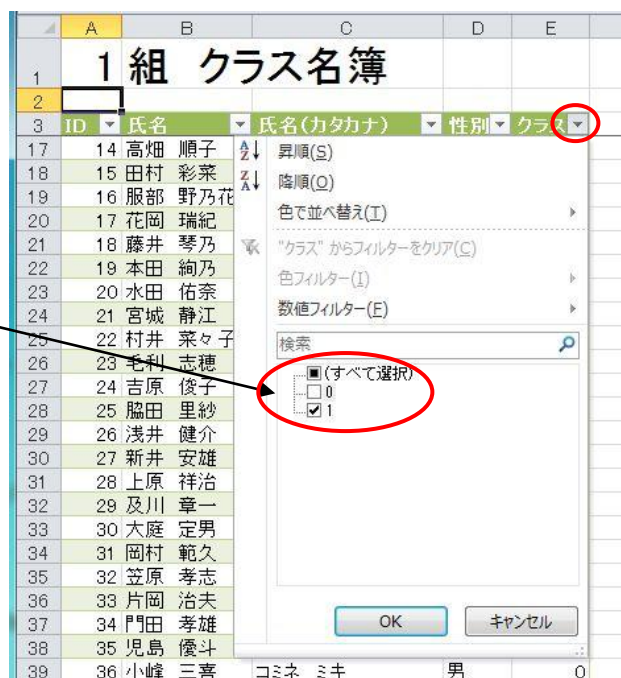 A B C D E
1 1組 クラス名簿
2
3 ID 氏名 氏名(カタカナ) 性別 クラス
17 14 高畑 順子
18 15 田村 彩菜
19 16 服部 野乃花
20 17 花岡 瑞紀
21 18 藤井 琴乃
22 19 本田 絢乃
23 20 水田 佑奈
24 21 宮城 静江
25 22 村井 菜々子
26 23 毛利 志穂
27 24 吉原 俊子
28 25 脇田 里紗
29 26 浅井 健介
30 27 新井 安雄
31 28 上原 祥治
32 29 及川 章一
33 30 大庭 定男
34 31 岡村 範久
35 32 笠原 孝志
36 33 片岡 治夫
37 34 門田 孝雄
38 35 児島 優斗
39 36 小峰 三喜 コミネ ミキ 男 0
昇順(S)
降順(O)
色で並べ替え(T)
"クラス" からフィルターをクリア(C)
色フィルター(I)
数値フィルター(F)
検索
(すべて選択)
0
1
OK キャンセル